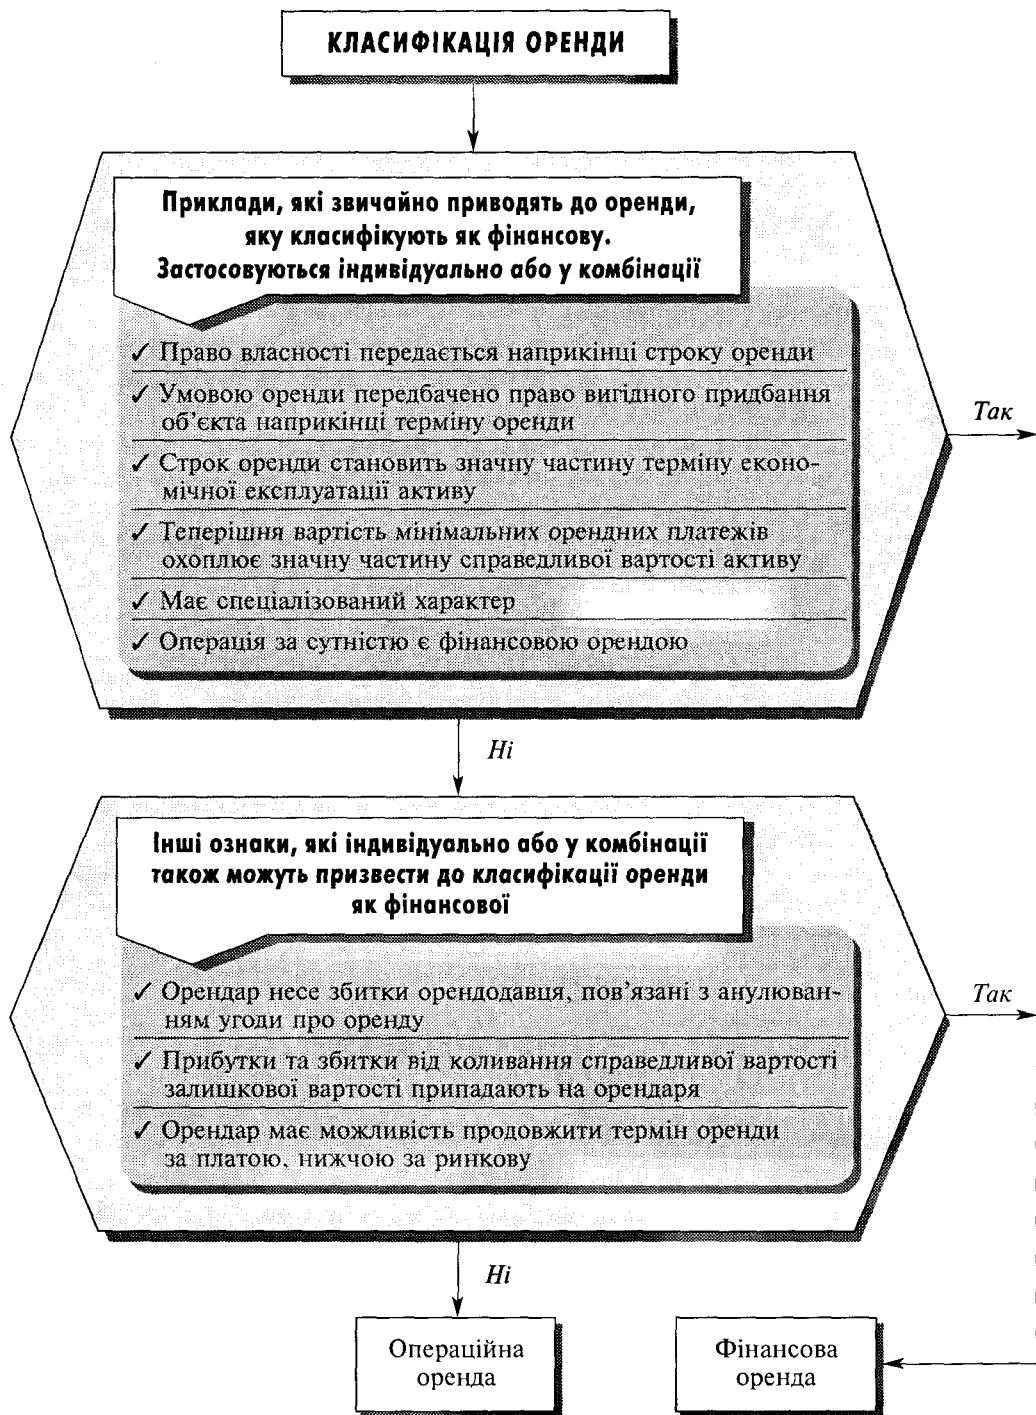 КЛАСИФІКАЦІЯ ОРЕНДИ
Приклади, які звичайно приводять до оренди,
яку класифікують як фінансову.
Застосовуються індивідуально або у комбінації
✓ Право власності передається наприкінці строку оренди
✓ Умовою оренди передбачено право вигідного придбання
об’єкта наприкінці терміну оренди
Так
✓ Строк оренди становить значну частину терміну еконо-
мічної експлуатації активу
✓ Теперішня вартість мінімальних орендних платежів
охоплює значну частину справедливої вартості активу
✓ Має спеціалізований характер
✓ Операція за сутністю є фінансовою орендою
Ні
Інші ознаки, які індивідуально або у комбінації
також можуть призвести до класифікації оренди
як фінансової
✓ Орендар несе збитки орендодавця, пов’язані з анулюван-
ням угоди про оренду
Так
✓ Прибутки та збитки від коливання справедливої вартості
залишкової вартості припадають на орендаря
✓ Орендар має можливість продовжити термін оренди
за платою, нижчою за ринкову
Ні
Операційна
оренда
Фінансова
оренда